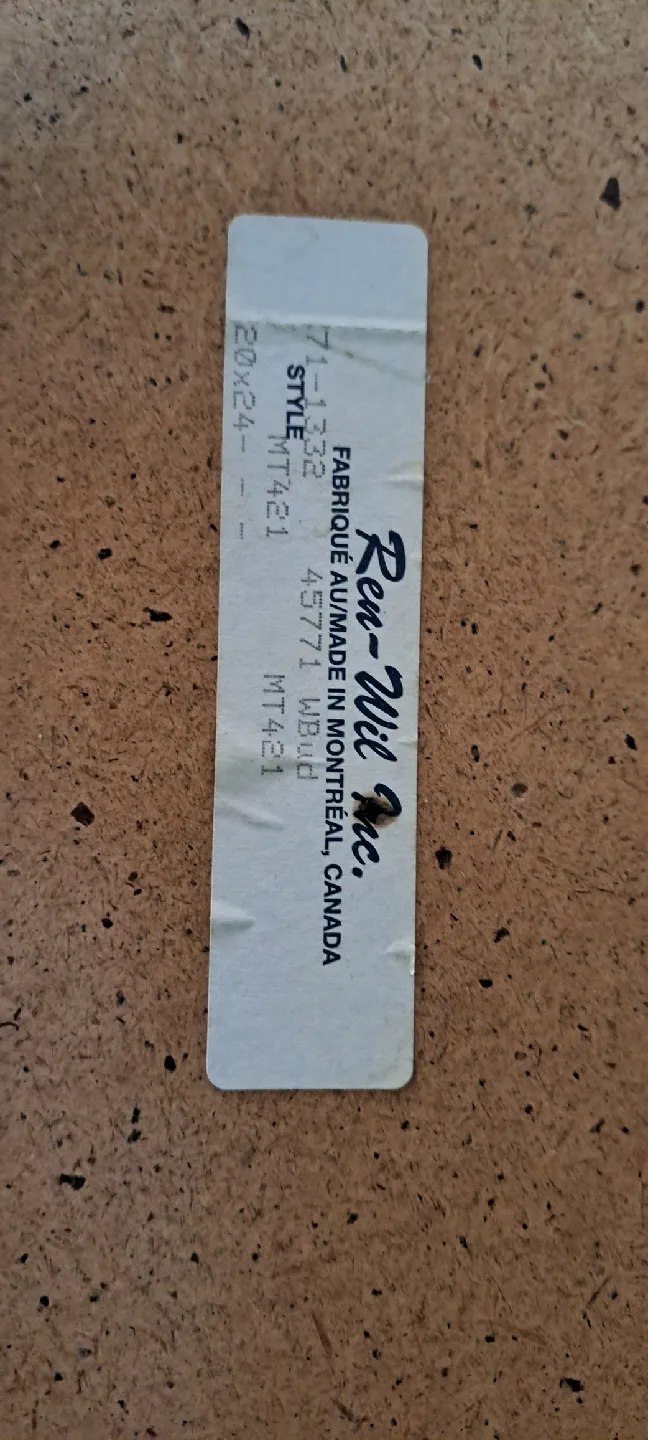 Ren-Wil Inc.
FABRIQUÉ AU/MADE IN MONTRÉAL, CANADA
71-1332 45771 WBud
STYLE MT421 MT421
20x24- - -